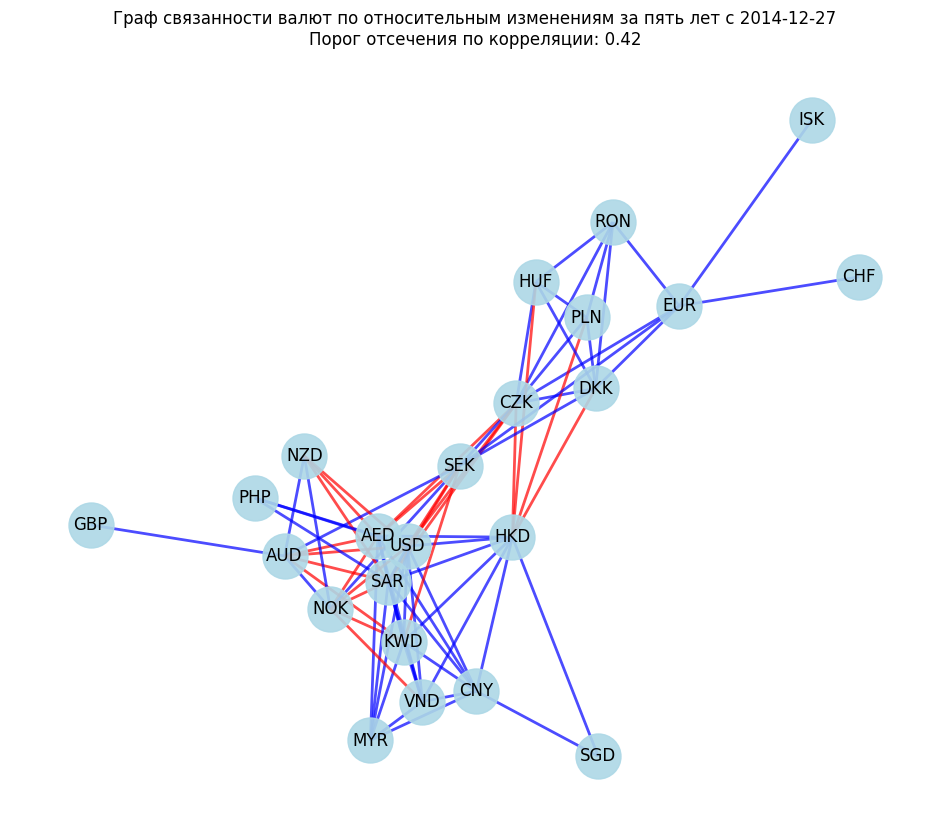 Граф связанности валют по относительным изменениям за пять лет с 2014-12-27
Порог отсечения по корреляции: 0.42
ISK
RON
HUF
CHF
EUR
PLN
DKK
CZK
NZD
SEK
PHP
GBP
AED
USD
HKD
AUD
SAR
NOK
KWD
CNY
VND
MYR
SGD